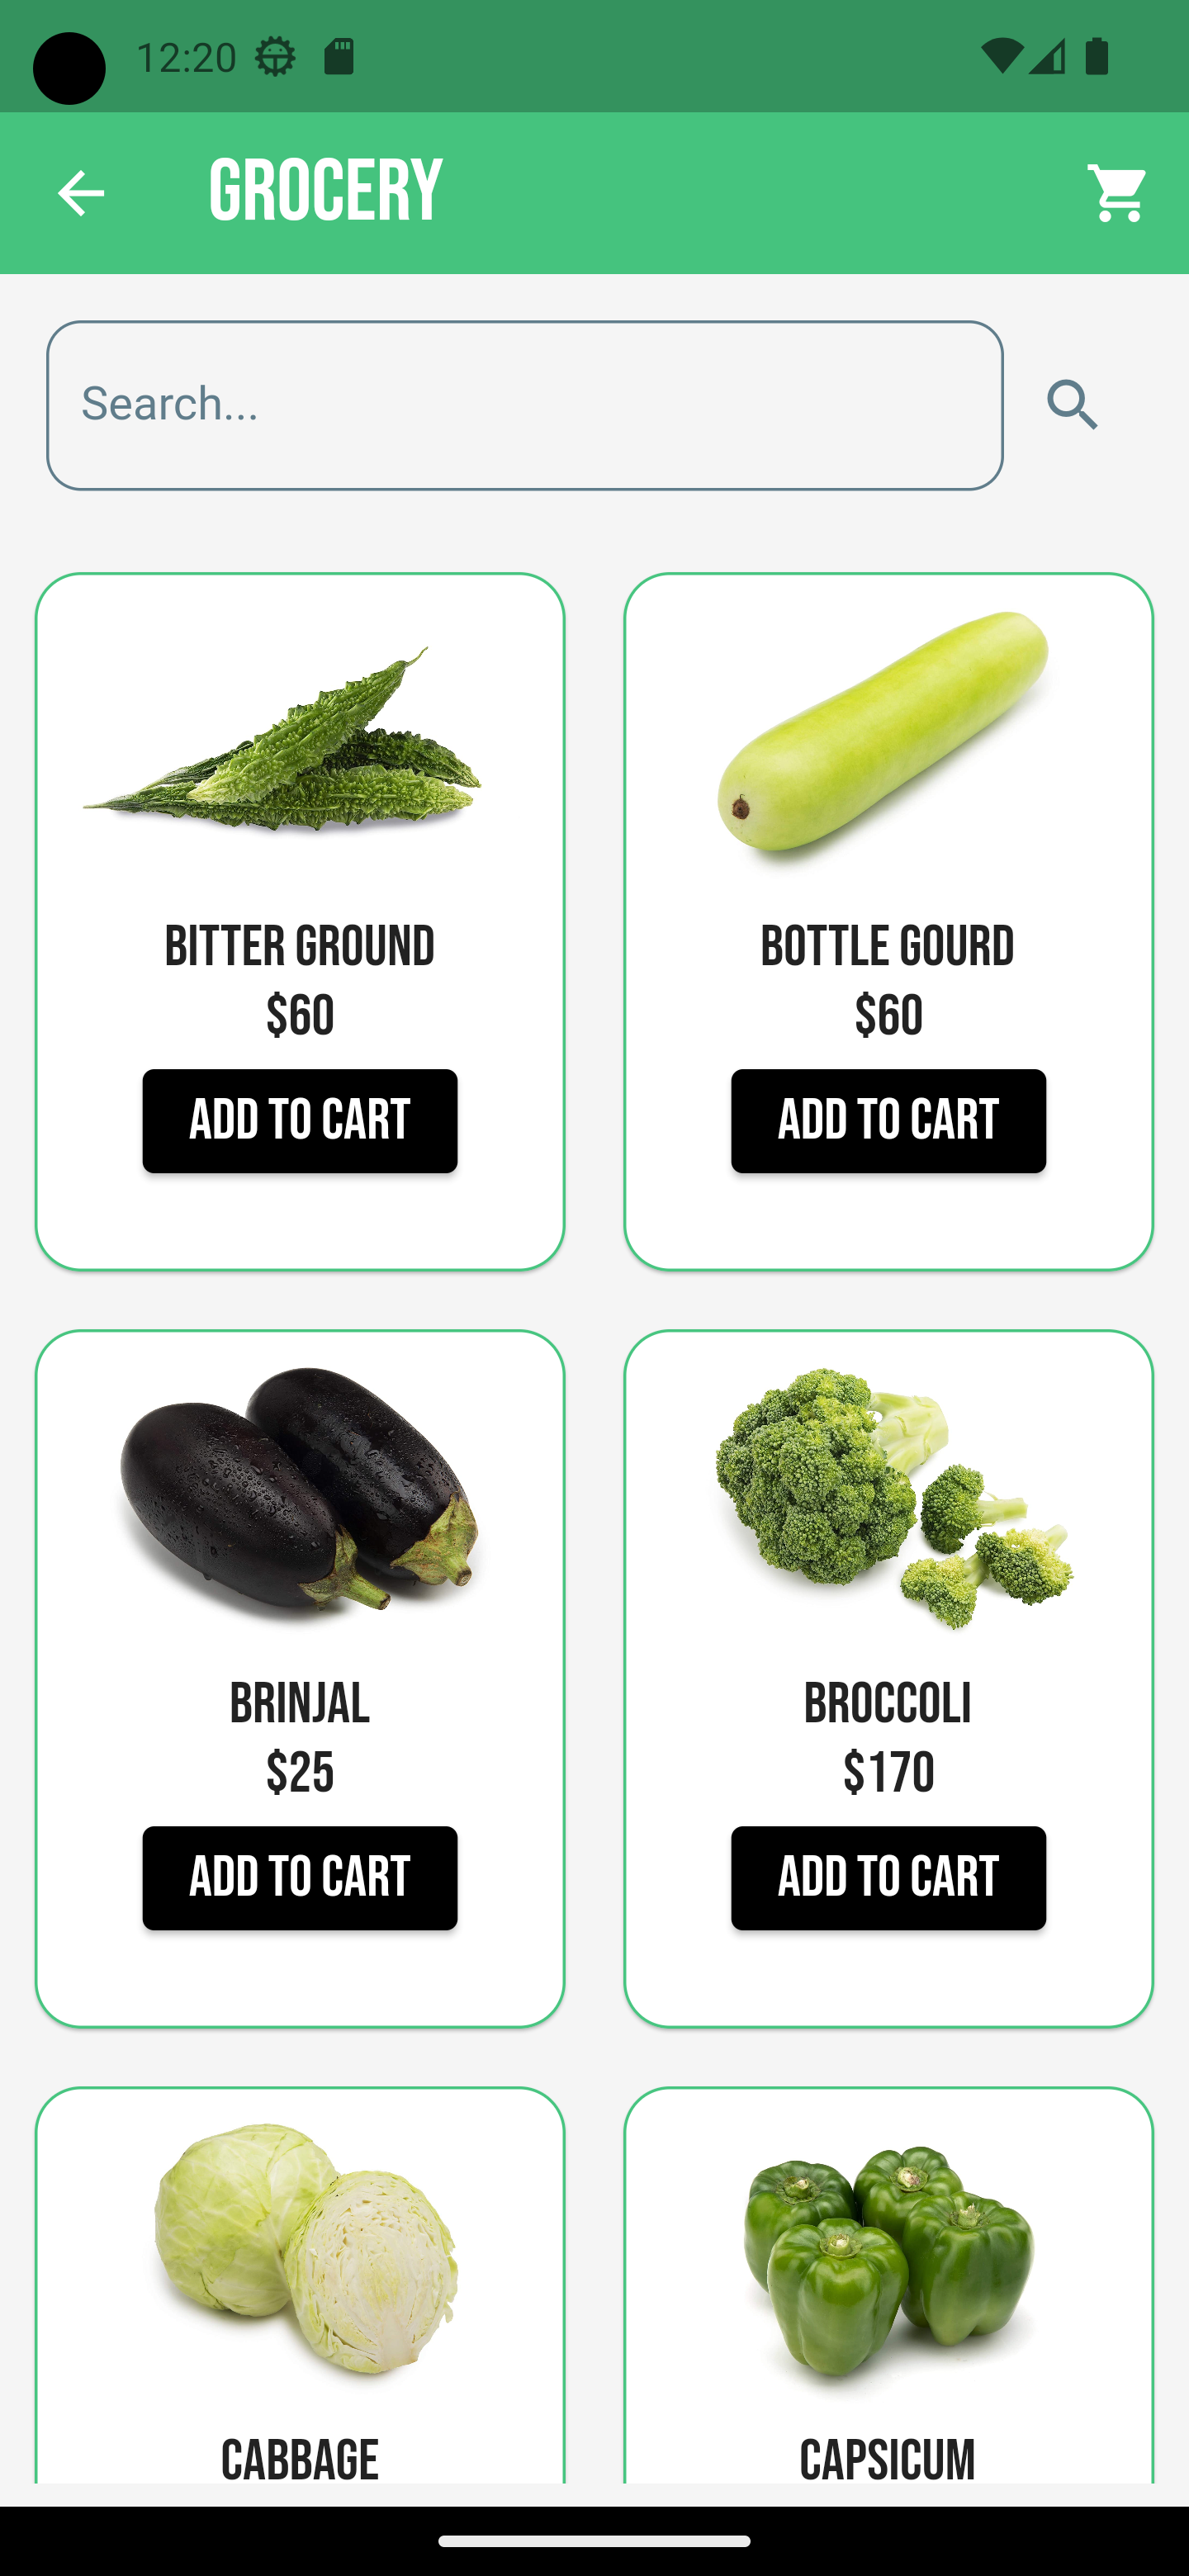 12:20
GROCERY
Search...
BITTER GROUND
$60
ADD TO CART
BOTTLE GOURD
$60
ADD TO CART
BRINJAL
$25
ADD TO CART
BROCCOLI
$170
ADD TO CART
CABBAGE
CAPSICUM